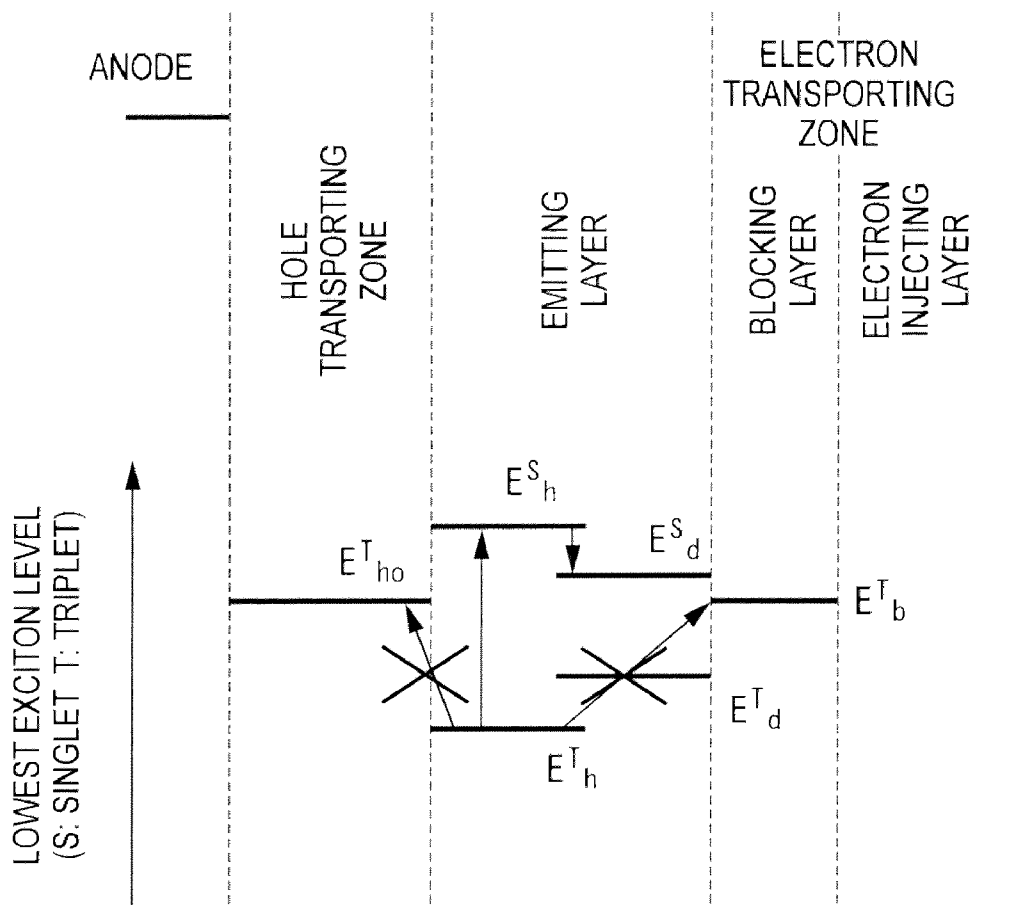 ANODE
ELECTRON
TRANSPORTING
ZONE
HOLE
TRANSPORTING
ZONE
EMITTING
LAYER
BLOCKING
LAYER
ELECTRON
INJECTING
LAYER
LOWEST EXCITON LEVEL
(S: SINGLET T: TRIPLET)
E^S_h
E^S_d
E^T_ho
E^T_b
E^T_d
E^T_h